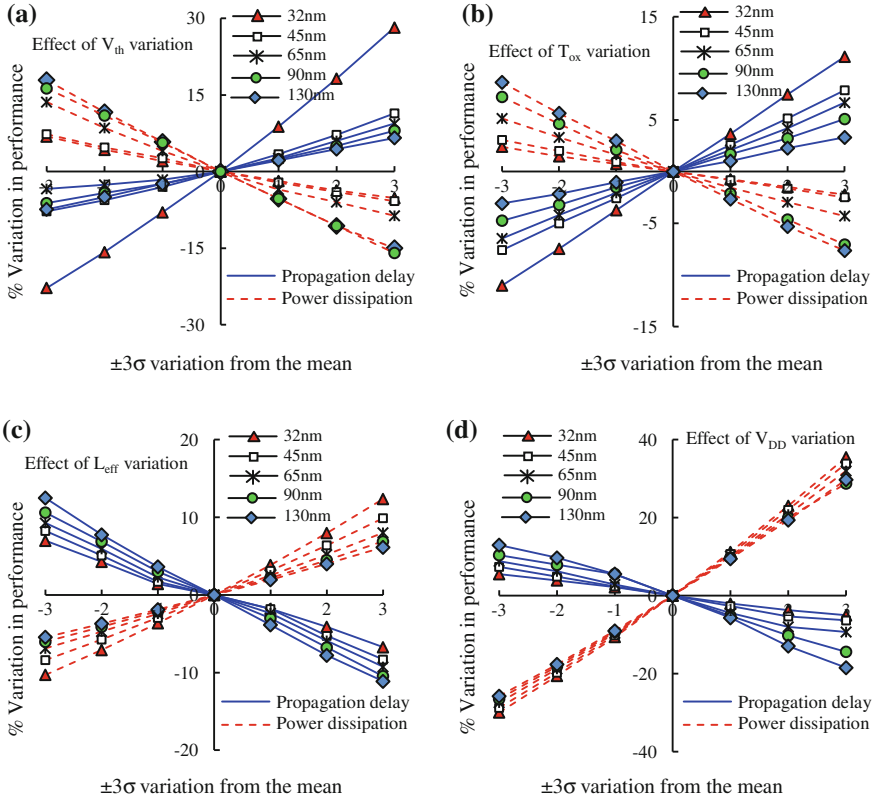 (a)
30
15
0
-15
-30
-3 -2 -1 0 1 2 3
Effect of Vth variation
32nm
45nm
65nm
90nm
130nm
Propagation delay
Power dissipation
% Variation in performance
±3σ variation from the mean
(b)
15
5
-5
-15
-3 -2 -1 0 1 2 3
Effect of Tox variation
32nm
45nm
65nm
90nm
130nm
Propagation delay
Power dissipation
% Variation in performance
±3σ variation from the mean
(c)
20
10
0
-10
-20
-3 -2 -1 0 1 2 3
Effect of Leff variation
32nm
45nm
65nm
90nm
130nm
Propagation delay
Power dissipation
% Variation in performance
±3σ variation from the mean
(d)
40
20
0
-20
-40
-3 -2 -1 0 1 2 3
Effect of VDD variation
32nm
45nm
65nm
90nm
130nm
Propagation delay
Power dissipation
% Variation in performance
±3σ variation from the mean